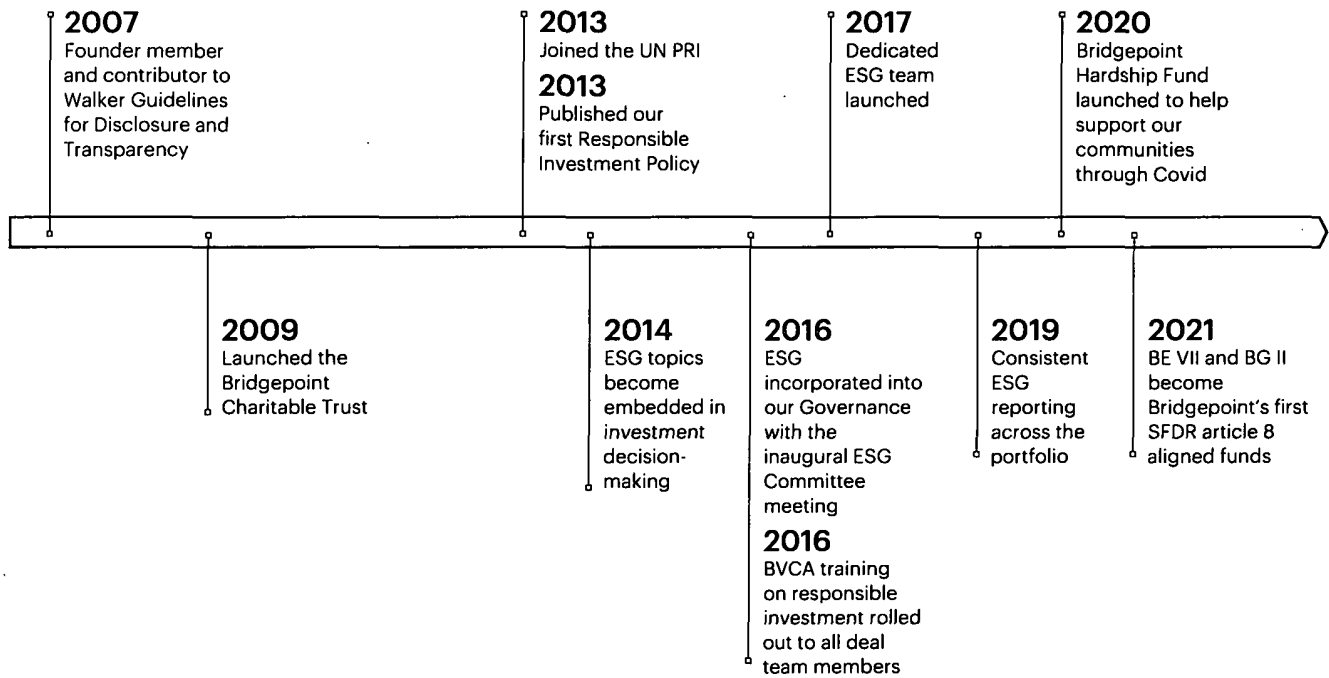 2007
Founder member
and contributor to
Walker Guidelines
for Disclosure and
Transparency
2009
Launched the
Bridgepoint
Charitable Trust
2013
Joined the UN PRI
2013
Published our
first Responsible
Investment Policy
2014
ESG topics
become
embedded in
investment
decision-
making
2016
ESG
incorporated into
our Governance
with the
inaugural ESG
Committee
meeting
2016
BVCA training
on responsible
investment rolled
out to all deal
team members
2017
Dedicated
ESG team
launched
2019
Consistent
ESG
reporting
across the
portfolio
2020
Bridgepoint
Hardship Fund
launched to help
support our
communities
through Covid
2021
BE VII and BG II
become
Bridgepoint's first
SFDR article 8
aligned funds